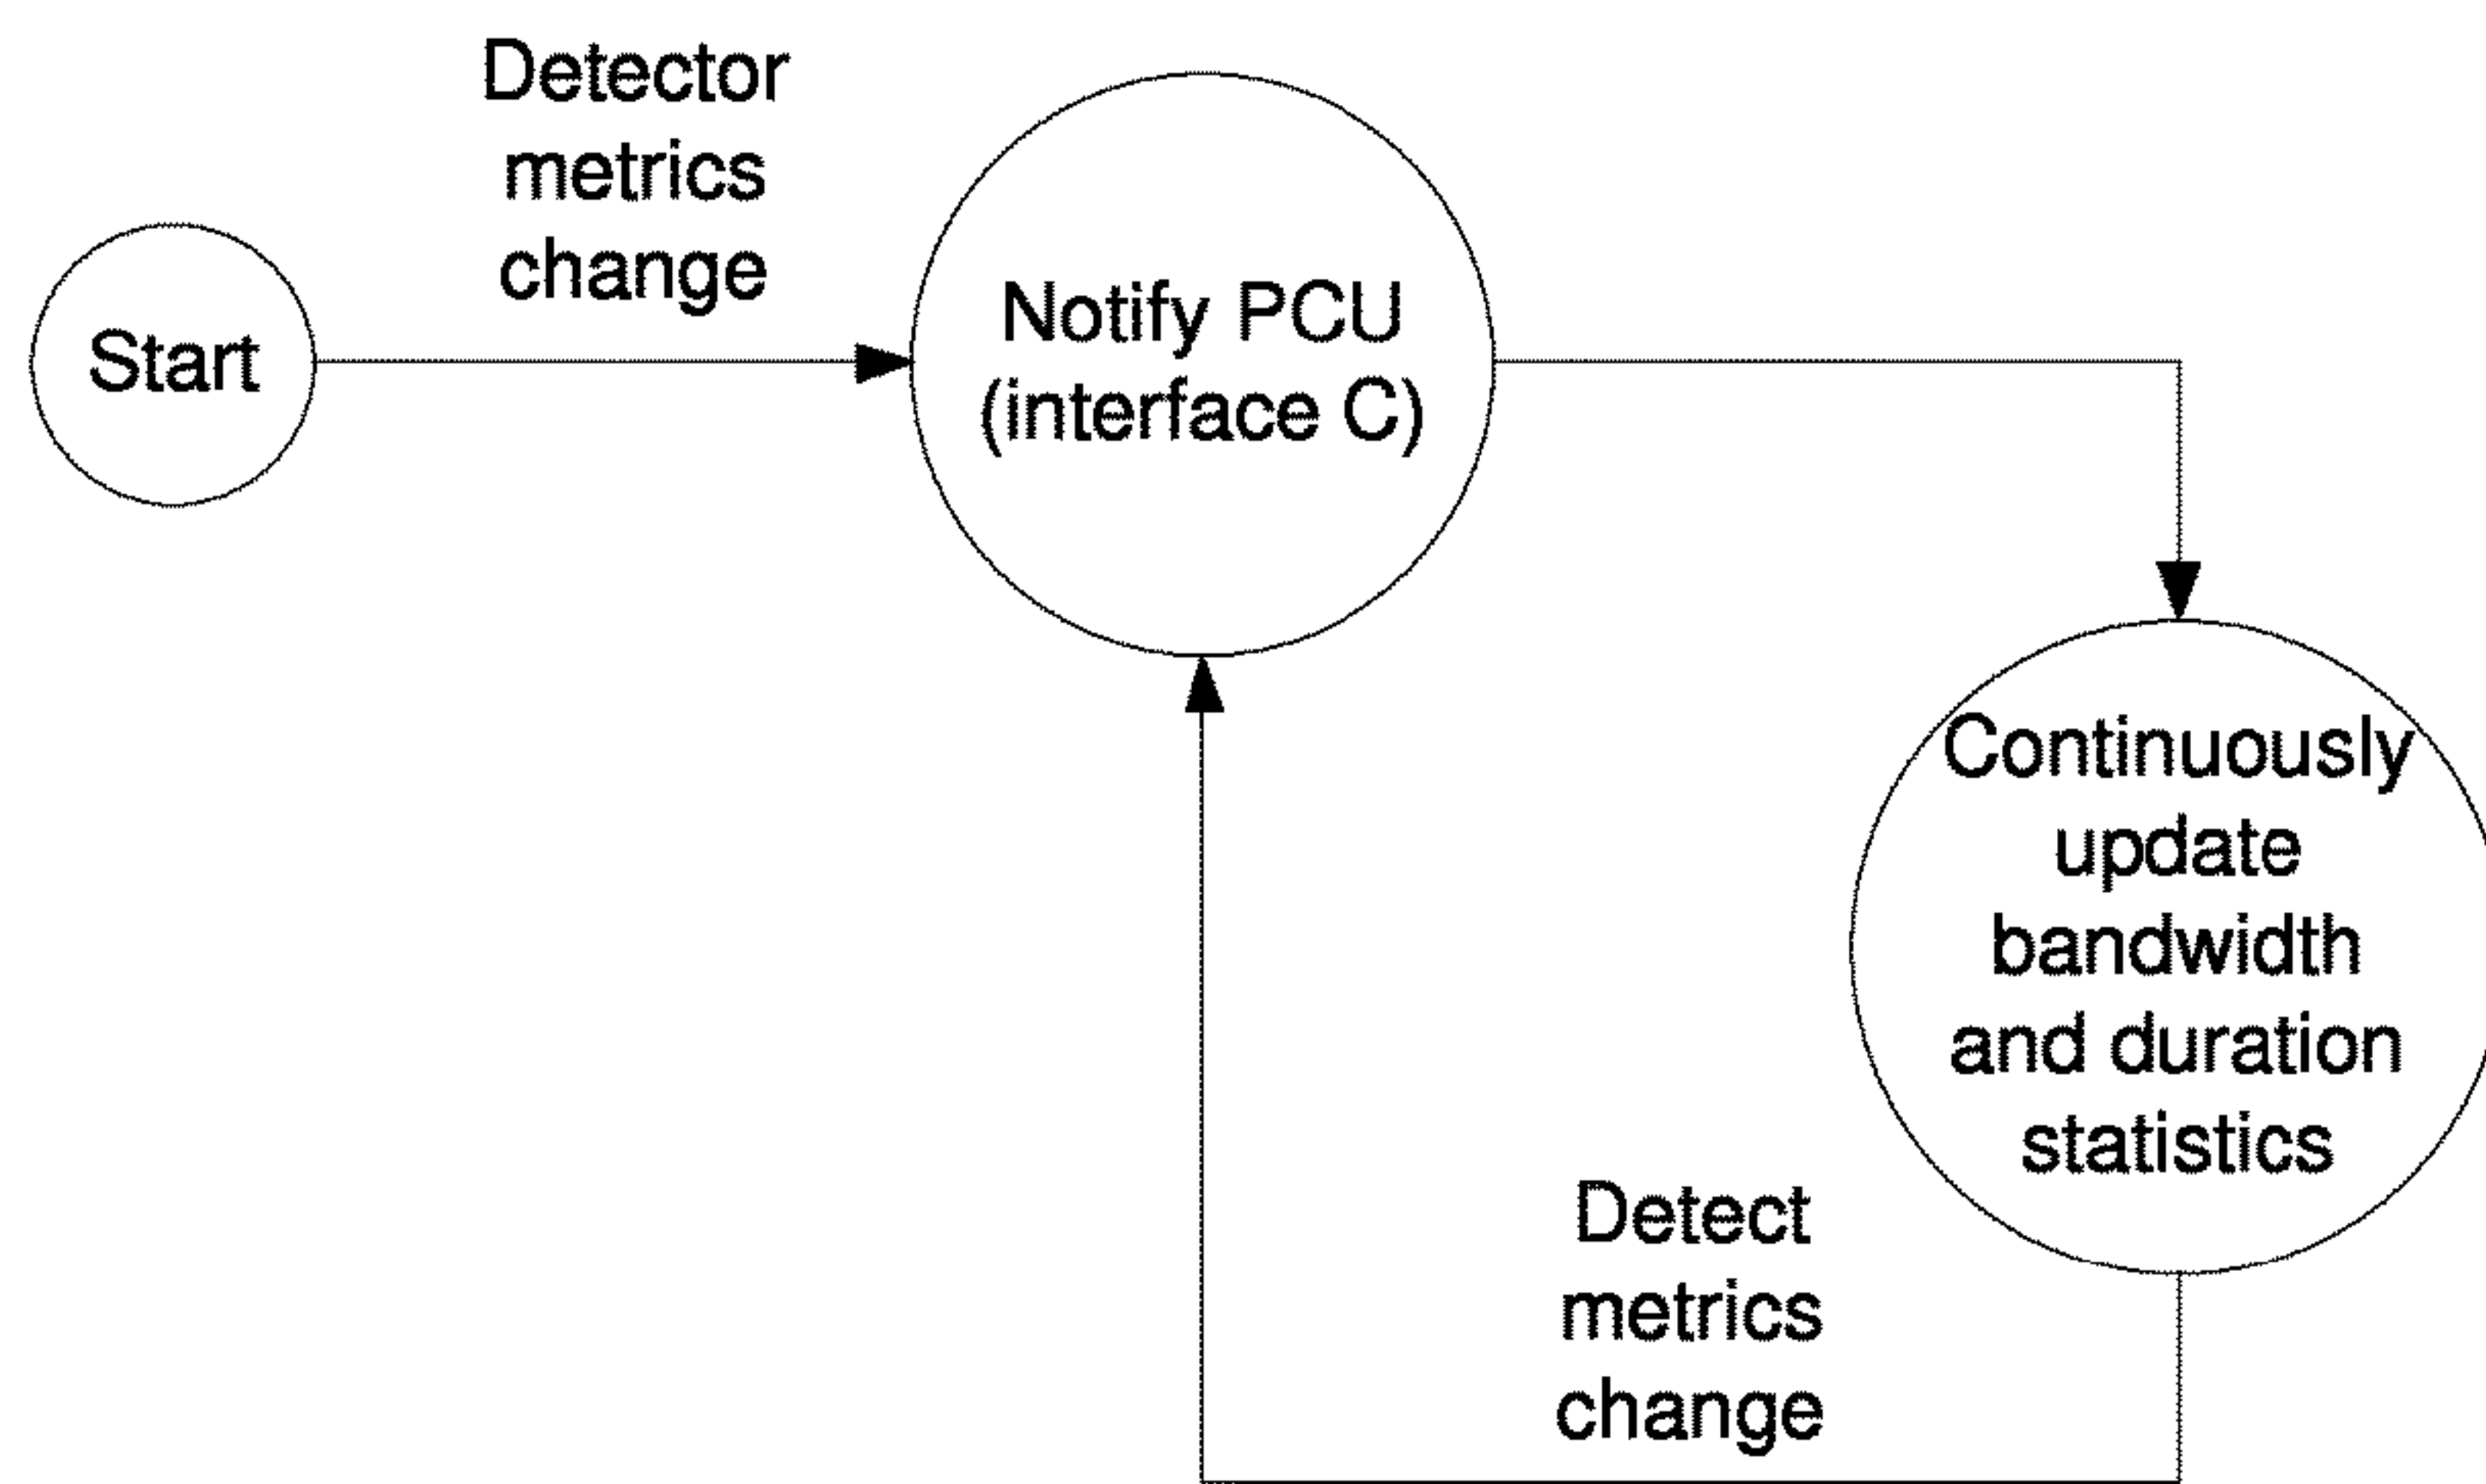 Detector
metrics
change
Start
Notify PCU
(interface C)
Continuously
update
bandwidth
and duration
statistics
Detect
metrics
change